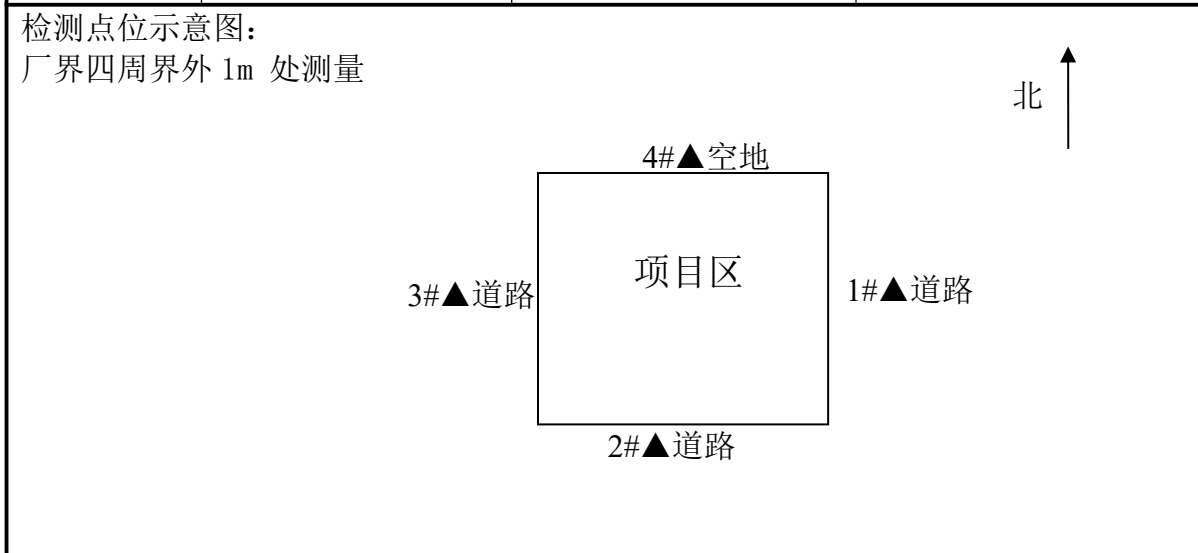 检测点位示意图：
厂界四周界外 1m 处测量
北
4#▲空地
项目区
3#▲道路
1#▲道路
2#▲道路